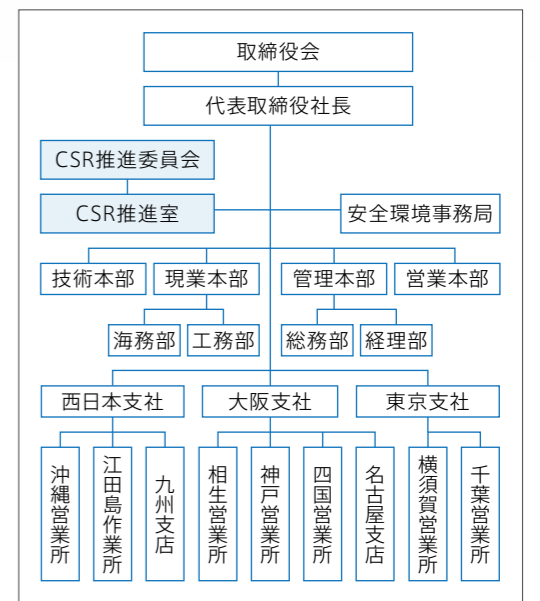 取締役会
代表取締役社長
CSR推進委員会
CSR推進室
安全環境事務局
技術本部
現業本部
管理本部
営業本部
海務部
工務部
総務部
経理部
西日本支社
大阪支社
東京支社
沖縄営業所
江田島作業所
九州支店
相生営業所
神戸営業所
四国営業所
名古屋支店
横須賀営業所
千葉営業所